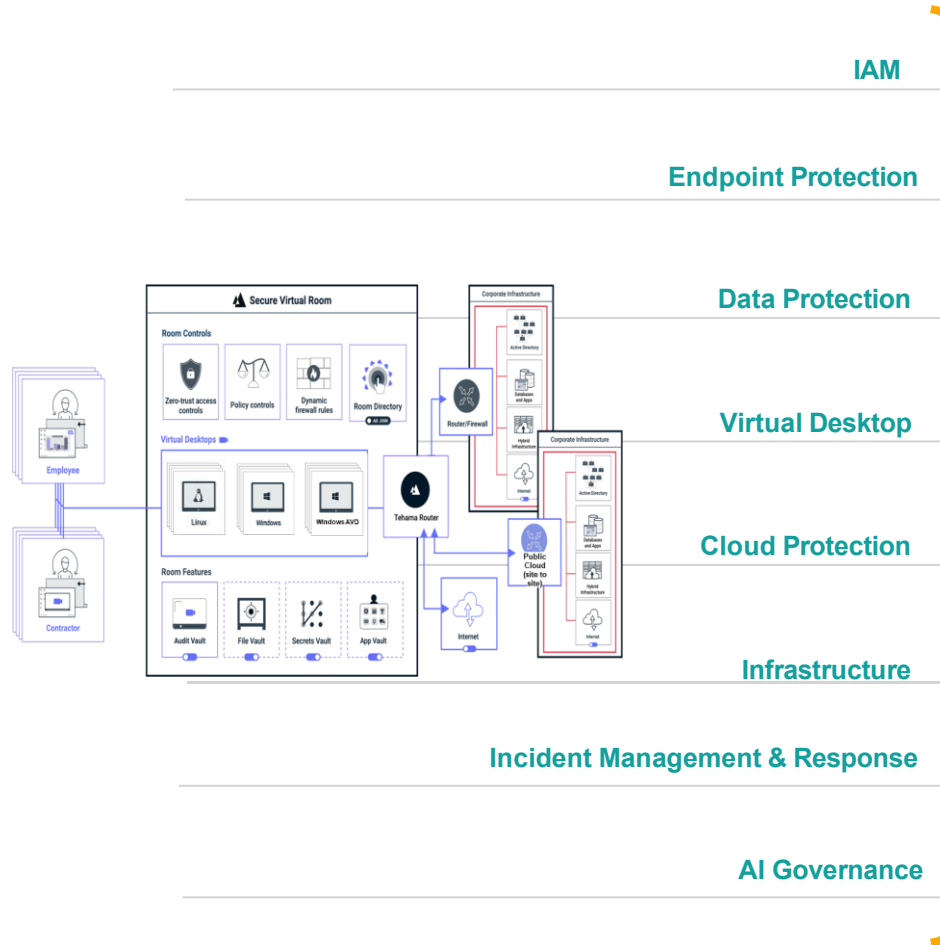 IAM
Endpoint Protection
Data Protection
Virtual Desktop
Cloud Protection
Infrastructure
Incident Management & Response
AI Governance
Employee
Contractor
Secure Virtual Room
Room Controls
Zero-trust access
controls
Policy controls
Dynamic
firewall rules
Room Directory
AD JOIN
Virtual Desktops
Linux
Windows
Windows AVD
Room Features
Audit Vault
File Vault
Secrets Vault
App Vault
Tehama Router
Router/Firewall
Public
Cloud
(site to
site)
Internet
Corporate Infrastructure
Active Directory
Databases
and Apps
Hybrid
Infrastructure
Internet
Corporate Infrastructure
Active Directory
Databases
and Apps
Hybrid
Infrastructure
Internet